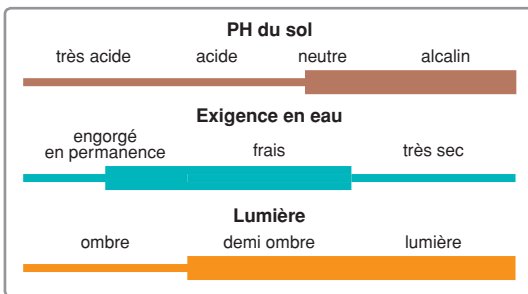 PH du sol
très acide acide neutre alcalin
Exigence en eau
engorgé
en permanence frais très sec
Lumière
ombre demi ombre lumière